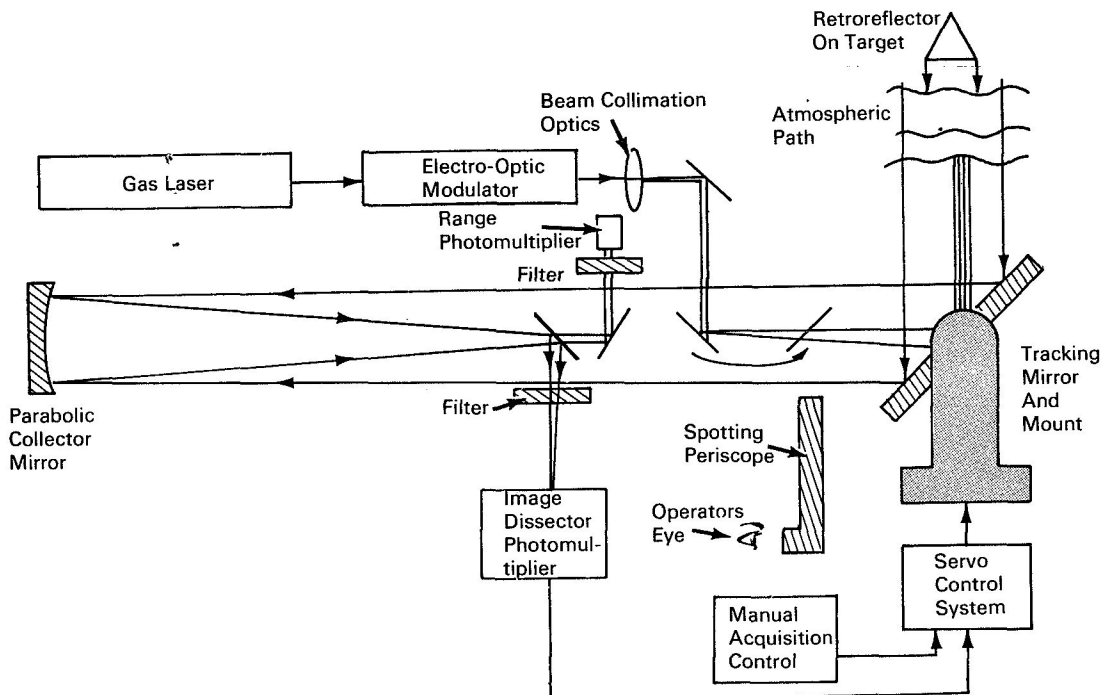 Retroreflector
On Target
Beam Collimation
Optics
Atmospheric
Path
Gas Laser
Electro-Optic
Modulator
Range
Photomultiplier
Filter
Parabolic
Collector
Mirror
Filter
Tracking
Mirror
And
Mount
Spotting
Periscope
Image
Dissector
Photomul-
tiplier
Operators
Eye
Servo
Control
System
Manual
Acquisition
Control